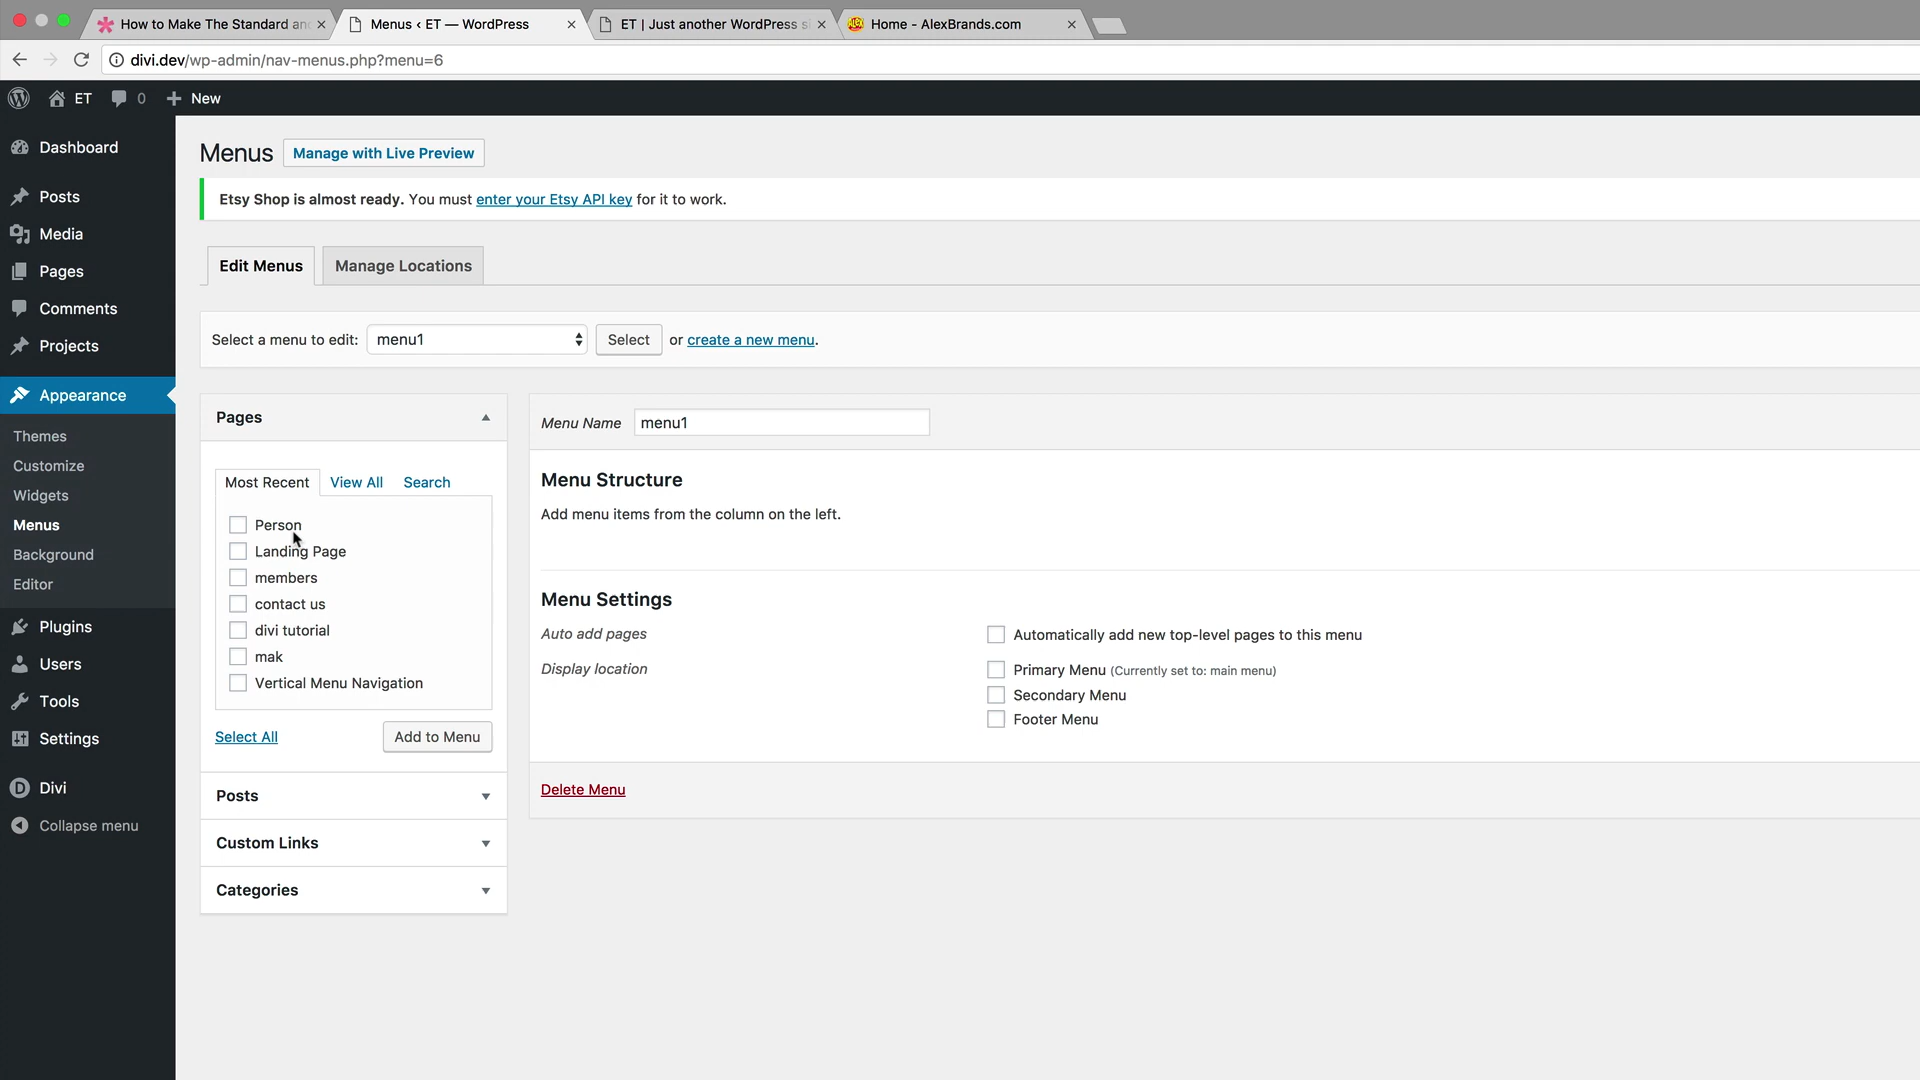 How to Make The Standard an
Menus ‹ ET — WordPress
ET | Just another WordPress si
Home - AlexBrands.com
divi.dev/wp-admin/nav-menus.php?menu=6
ET
0
New
Dashboard
Posts
Media
Pages
Comments
Projects
Appearance
Themes
Customize
Widgets
Menus
Background
Editor
Plugins
Users
Tools
Settings
Divi
Collapse menu
Menus
Manage with Live Preview
Etsy Shop is almost ready. You must enter your Etsy API key for it to work.
Edit Menus
Manage Locations
Select a menu to edit: menu1 Select or create a new menu.
Pages
Most Recent View All Search
Person
Landing Page
members
contact us
divi tutorial
mak
Vertical Menu Navigation
Select All
Add to Menu
Posts
Custom Links
Categories
Menu Name menu1
Menu Structure
Add menu items from the column on the left.
Menu Settings
Auto add pages
Automatically add new top-level pages to this menu
Display location
Primary Menu (Currently set to: main menu)
Secondary Menu
Footer Menu
Delete Menu